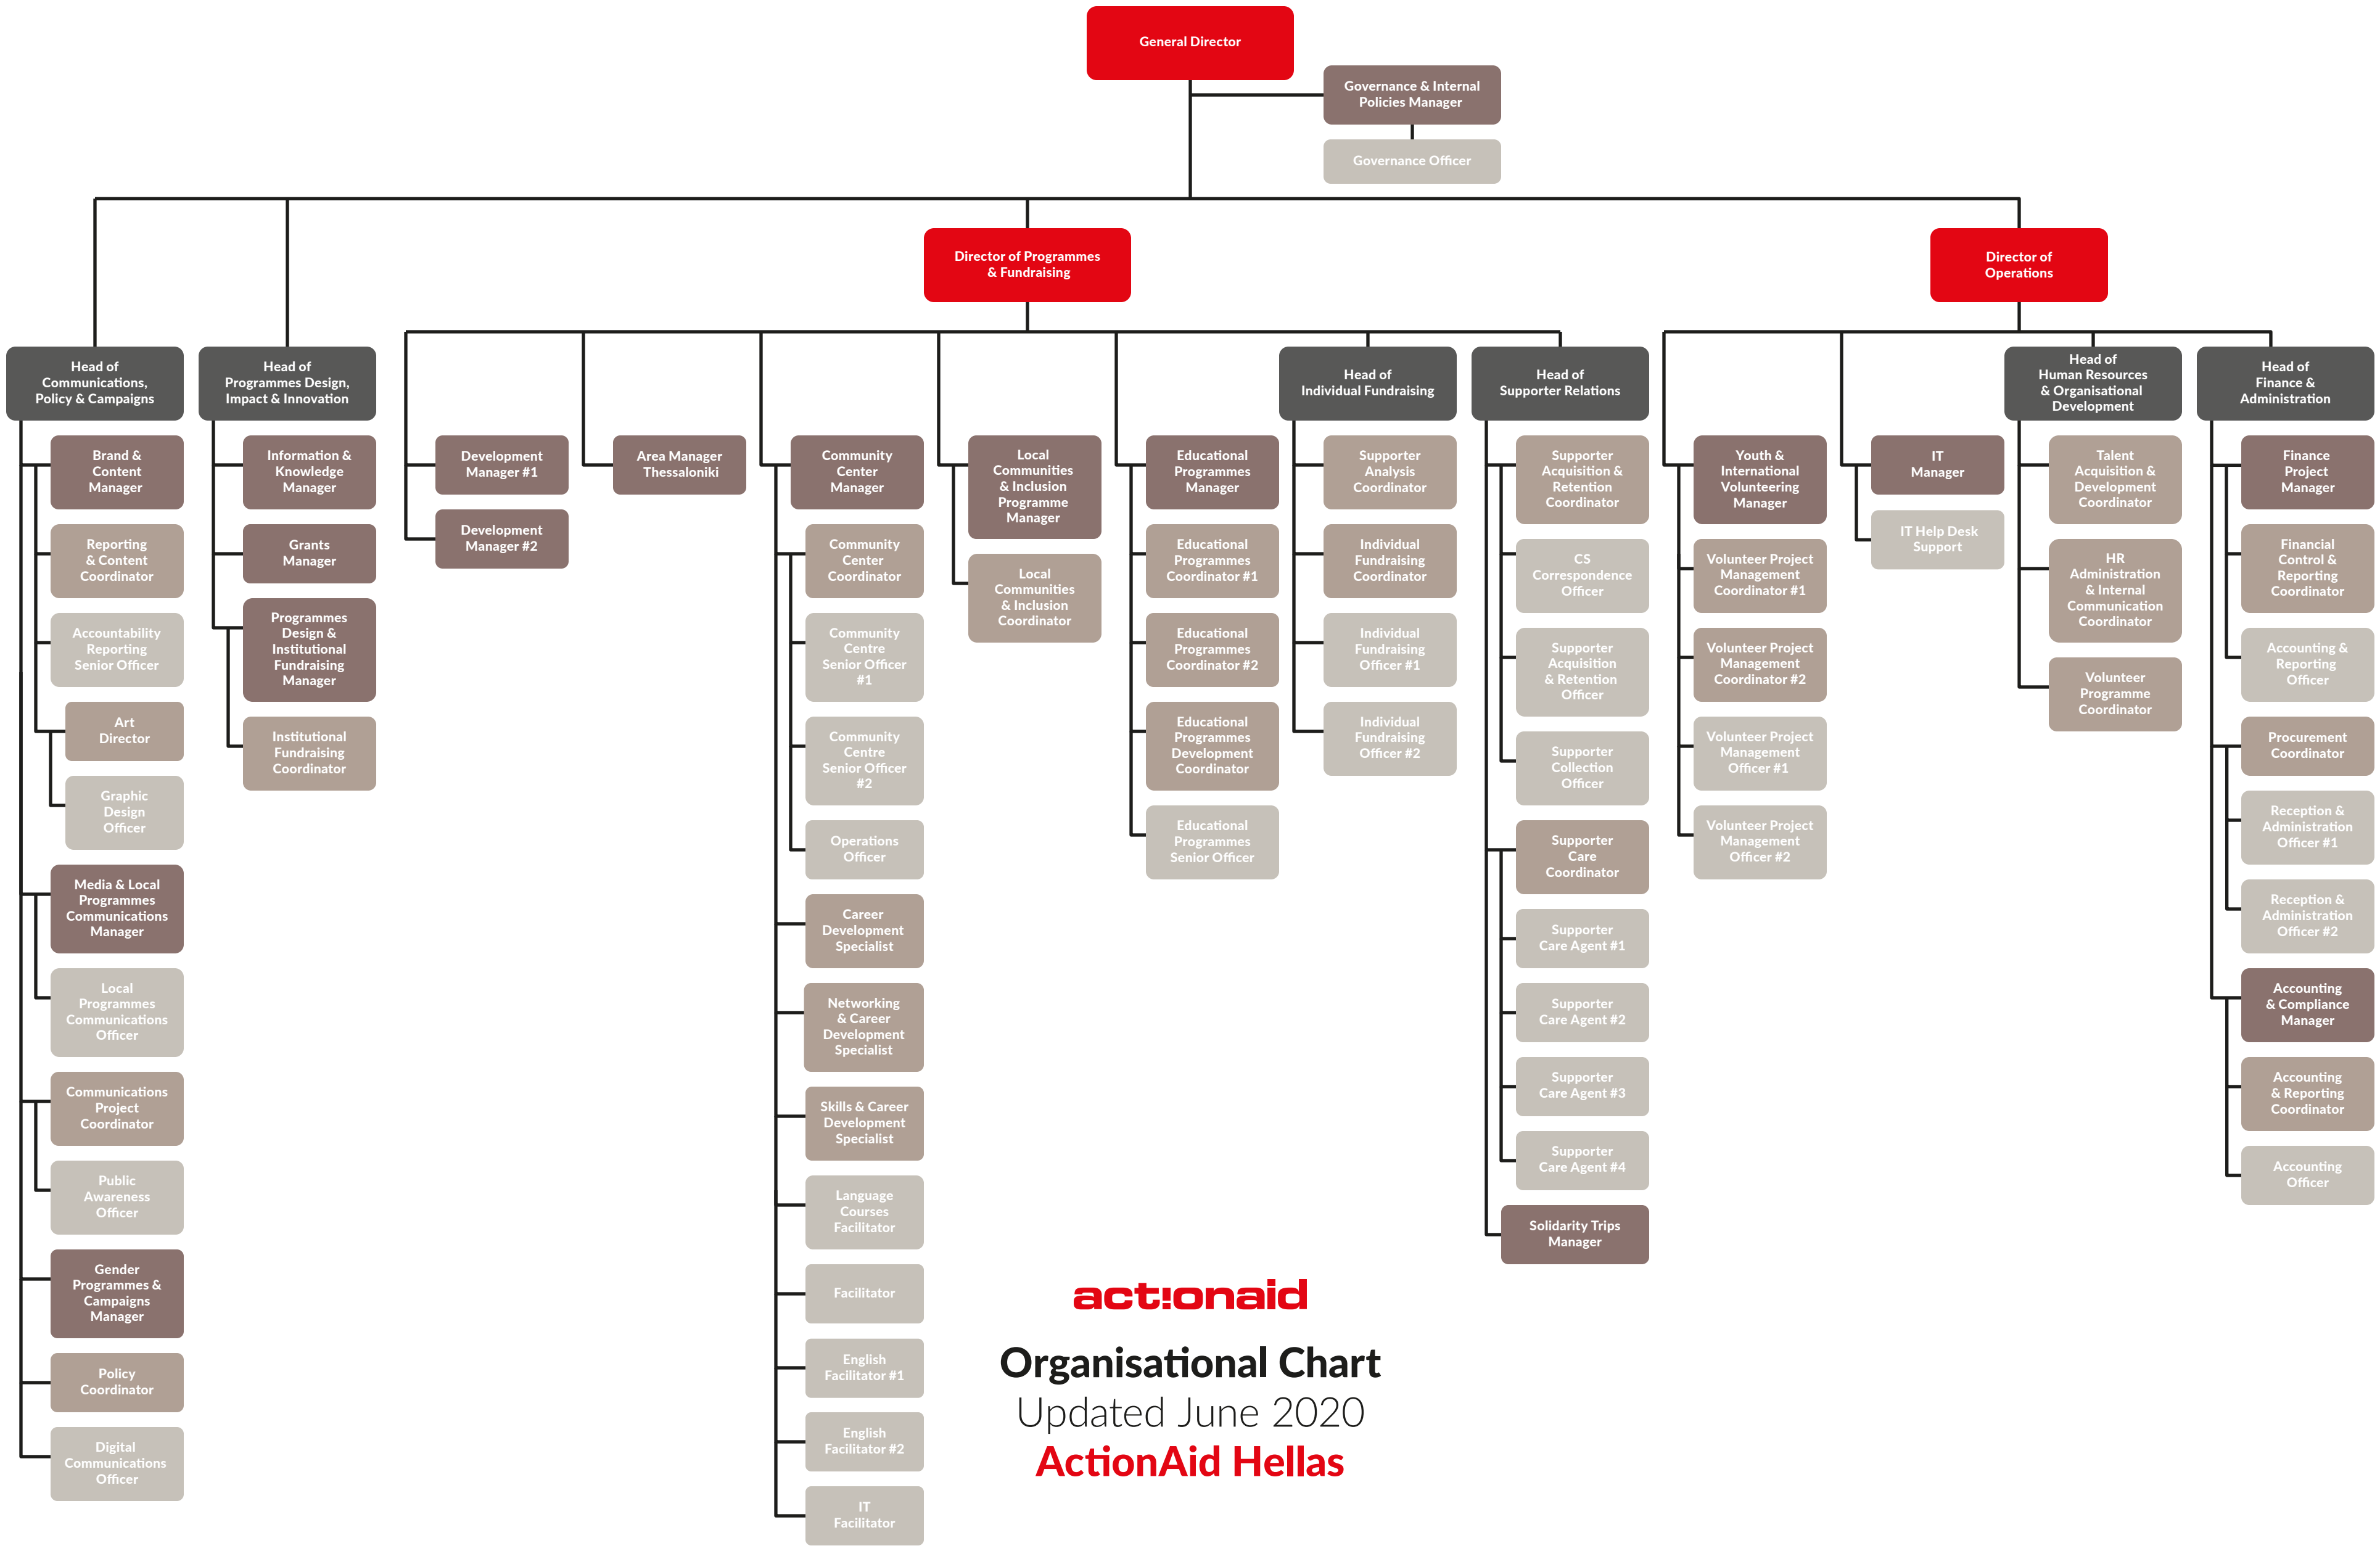 General Director
Governance & Internal
Policies Manager
Governance Officer
Director of Programmes
& Fundraising
Director of
Operations
Head of
Communications,
Policy & Campaigns
Brand &
Content
Manager
Reporting
& Content
Coordinator
Accountability
Reporting
Senior Officer
Art
Director
Graphic
Design
Officer
Media & Local
Programmes
Communications
Manager
Local
Programmes
Communications
Officer
Communications
Project
Coordinator
Public
Awareness
Officer
Gender
Programmes &
Campaigns
Manager
Policy
Coordinator
Digital
Communications
Officer
Head of
Programmes Design,
Impact & Innovation
Information &
Knowledge
Manager
Grants
Manager
Programmes
Design &
Institutional
Fundraising
Manager
Institutional
Fundraising
Coordinator
Development
Manager #1
Development
Manager #2
Area Manager
Thessaloniki
Community
Center
Manager
Community
Center
Coordinator
Community
Centre
Senior Officer
#1
Community
Centre
Senior Officer
#2
Operations
Officer
Career
Development
Specialist
Networking
& Career
Development
Specialist
Skills & Career
Development
Specialist
Language
Courses
Facilitator
Facilitator
English
Facilitator #1
English
Facilitator #2
IT
Facilitator
Local
Communities
& Inclusion
Programme
Manager
Local
Communities
& Inclusion
Coordinator
Educational
Programmes
Manager
Educational
Programmes
Coordinator #1
Educational
Programmes
Coordinator #2
Educational
Programmes
Development
Coordinator
Educational
Programmes
Senior Officer
Head of
Individual Fundraising
Supporter
Analysis
Coordinator
Individual
Fundraising
Coordinator
Individual
Fundraising
Officer #1
Individual
Fundraising
Officer #2
Head of
Supporter Relations
Supporter
Acquisition &
Retention
Coordinator
CS
Correspondence
Officer
Supporter
Acquisition
& Retention
Officer
Supporter
Collection
Officer
Supporter
Care
Coordinator
Supporter
Care Agent #1
Supporter
Care Agent #2
Supporter
Care Agent #3
Supporter
Care Agent #4
Solidarity Trips
Manager
Youth &
International
Volunteering
Manager
Volunteer Project
Management
Coordinator #1
Volunteer Project
Management
Coordinator #2
Volunteer Project
Management
Officer #1
Volunteer Project
Management
Officer #2
IT
Manager
IT Help Desk
Support
Head of
Human Resources
& Organisational
Development
Talent
Acquisition &
Development
Coordinator
HR
Administration
& Internal
Communication
Coordinator
Volunteer
Programme
Coordinator
Head of
Finance &
Administration
Finance
Project
Manager
Financial
Control &
Reporting
Coordinator
Accounting &
Reporting
Officer
Procurement
Coordinator
Reception &
Administration
Officer #1
Reception &
Administration
Officer #2
Accounting
& Compliance
Manager
Accounting
& Reporting
Coordinator
Accounting
Officer
act!onaid
Organisational Chart
Updated June 2020
ActionAid Hellas